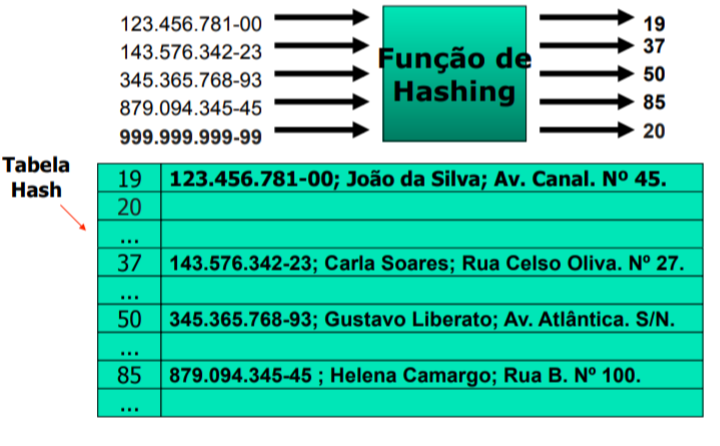 123.456.781-00
143.576.342-23
345.365.768-93
879.094.345-45
999.999.999-99
Função de
Hashing
19
37
50
85
20
Tabela
Hash
19 123.456.781-00; João da Silva; Av. Canal. Nº 45.
20
...
37 143.576.342-23; Carla Soares; Rua Celso Oliva. Nº 27.
...
50 345.365.768-93; Gustavo Liberato; Av. Atlântica. S/N.
...
85 879.094.345-45 ; Helena Camargo; Rua B. Nº 100.
...